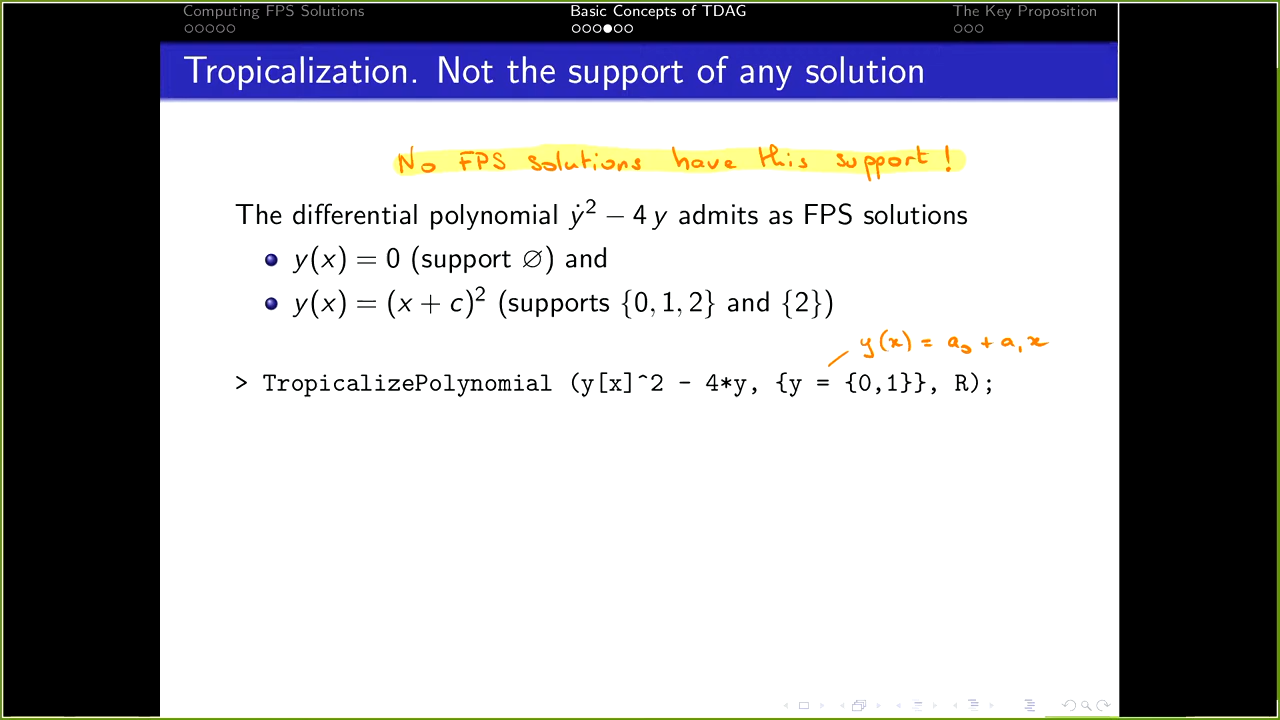 Computing FPS Solutions Basic Concepts of TDAG The Key Proposition
Tropicalization. Not the support of any solution
No FPS solutions have this support!
The differential polynomial ẏ² − 4 y admits as FPS solutions
y(x) = 0 (support ∅) and
y(x) = (x + c)² (supports {0, 1, 2} and {2})
y(x) = a₀ + a₁x
> TropicalizePolynomial (y[x]^2 - 4*y, {y = {0,1}}, R);